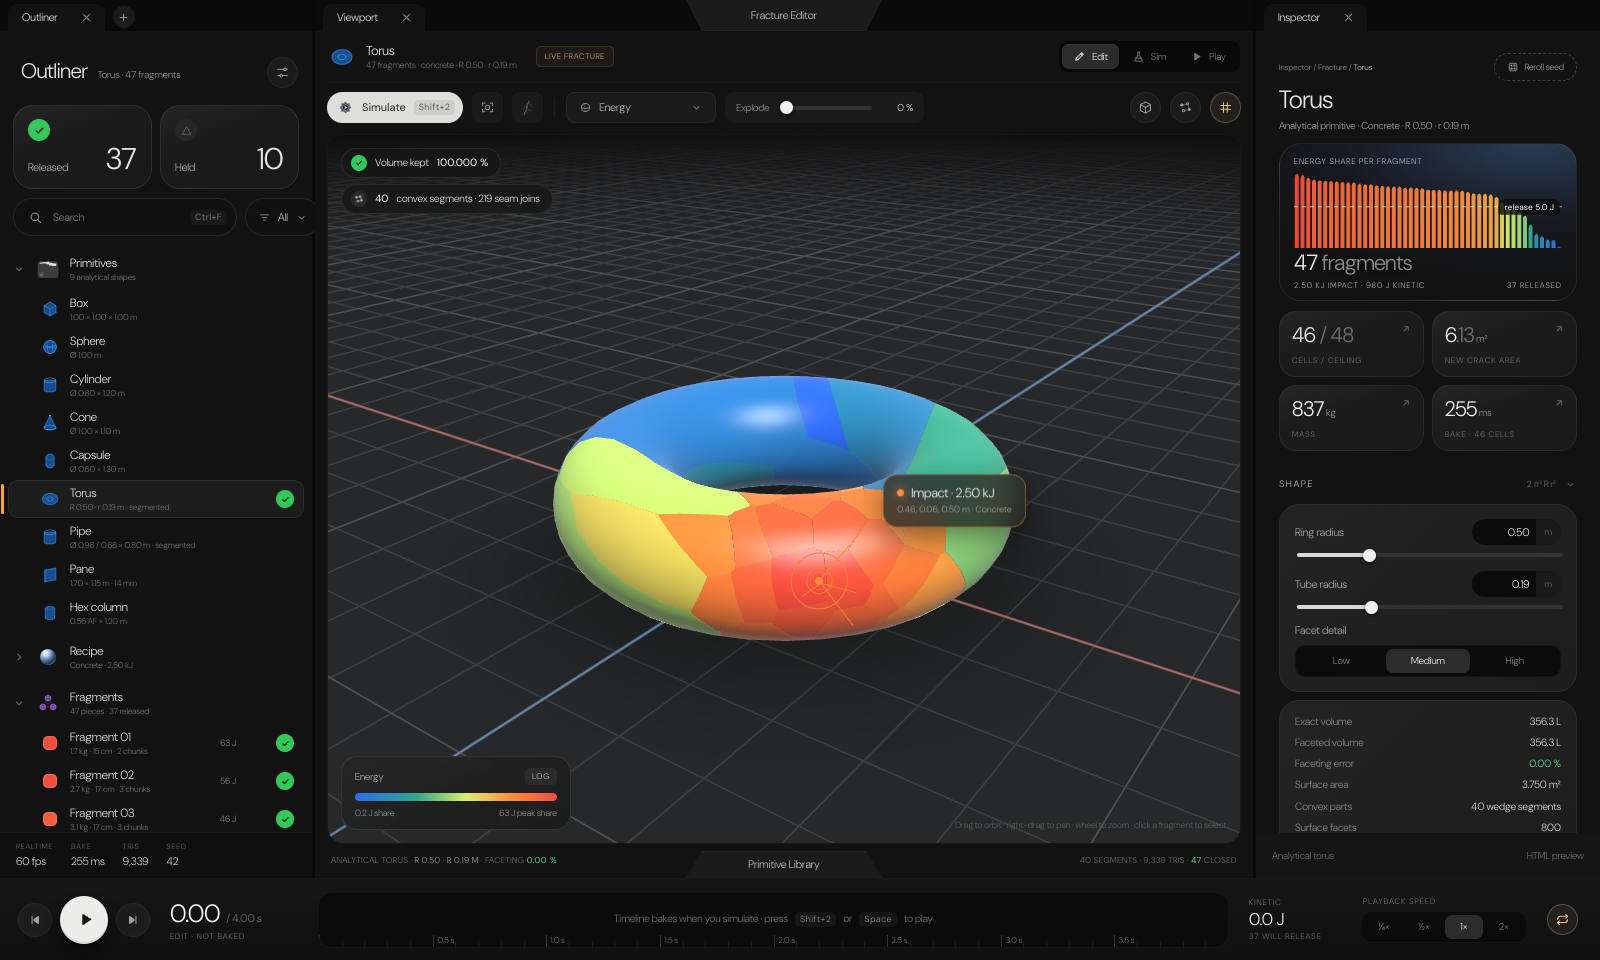 Outliner
Viewport
Fracture Editor
Inspector
Outliner
Torus · 47 fragments
Released
37
Held
10
Search
Ctrl+F
All
Primitives
9 analytical shapes
Box
1.00 × 1.00 × 1.00 m
Sphere
Ø 1.00 m
Cylinder
Ø 0.80 × 1.20 m
Cone
Ø 1.00 × 1.10 m
Capsule
Ø 0.60 × 1.30 m
Torus
R 0.50 · r 0.19 m · segmented
Pipe
Ø 0.96 / 0.68 × 0.80 m · segmented
Pane
1.70 × 1.15 m · 14 mm
Hex column
0.56 AF × 1.20 m
Recipe
Concrete · 2.50 kJ
Fragments
47 pieces · 37 released
Fragment 01
1.7 kg · 15 cm · 2 chunks
63 J
Fragment 02
2.7 kg · 17 cm · 3 chunks
56 J
Fragment 03
3.1 kg · 17 cm · 3 chunks
46 J
REALTIME
60 fps
BAKE
255 ms
TRIS
9,339
SEED
42
Torus
47 fragments · concrete · R 0.50 · r 0.19 m
LIVE FRACTURE
Edit
Sim
Play
Simulate
Shift+2
Energy
Explode
0 %
Volume kept 100.000 %
40 convex segments · 219 seam joins
Impact · 2.50 kJ
0.46, 0.06, 0.50 m · Concrete
Energy
LOG
0.2 J share
63 J peak share
Drag to orbit · right-drag to pan · wheel to zoom · click a fragment to select
ANALYTICAL TORUS · R 0.50 · R 0.19 M · FACETING 0.00 %
Primitive Library
40 SEGMENTS · 9,339 TRIS · 47 CLOSED
Inspector / Fracture / Torus
Reroll seed
Torus
Analytical primitive · Concrete · R 0.50 · r 0.19 m
ENERGY SHARE PER FRAGMENT
release 5.0 J
47 fragments
2.50 KJ IMPACT · 980 J KINETIC
37 RELEASED
46 / 48
CELLS / CEILING
6.13 m²
NEW CRACK AREA
837 kg
MASS
255 ms
BAKE · 46 CELLS
SHAPE
2 π² R r²
Ring radius
0.50 m
Tube radius
0.19 m
Facet detail
Low
Medium
High
Exact volume
356.3 L
Faceted volume
356.3 L
Faceting error
0.00 %
Surface area
3.750 m²
Convex parts
40 wedge segments
Surface facets
800
Analytical torus
HTML preview
0.00 / 4.00 s
EDIT · NOT BAKED
Timeline bakes when you simulate · press Shift+2 or Space to play
0.5 s
1.0 s
1.5 s
2.0 s
2.5 s
3.0 s
3.5 s
KINETIC
0.0 J
37 WILL RELEASE
PLAYBACK SPEED
¼×
½×
1×
2×